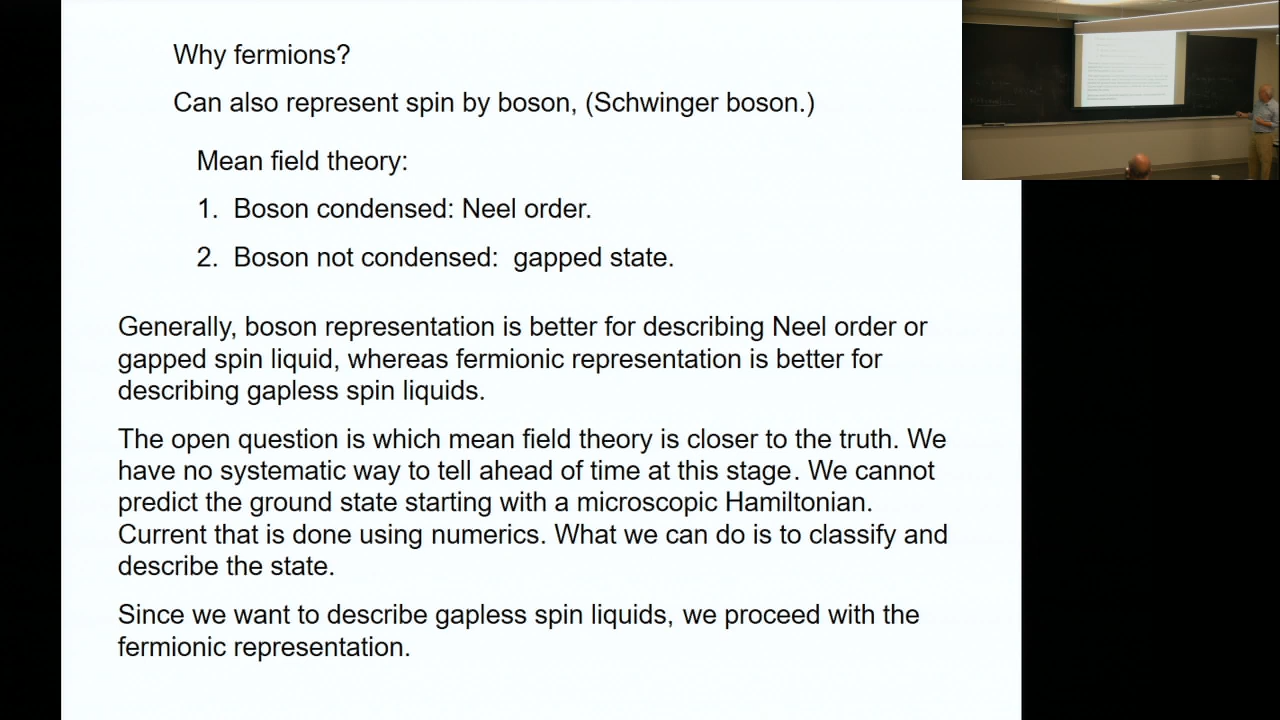 Why fermions?
Can also represent spin by boson, (Schwinger boson.)
Mean field theory:
1. Boson condensed: Neel order.
2. Boson not condensed: gapped state.
Generally, boson representation is better for describing Neel order or
gapped spin liquid, whereas fermionic representation is better for
describing gapless spin liquids.
The open question is which mean field theory is closer to the truth. We
have no systematic way to tell ahead of time at this stage. We cannot
predict the ground state starting with a microscopic Hamiltonian.
Current that is done using numerics. What we can do is to classify and
describe the state.
Since we want to describe gapless spin liquids, we proceed with the
fermionic representation.